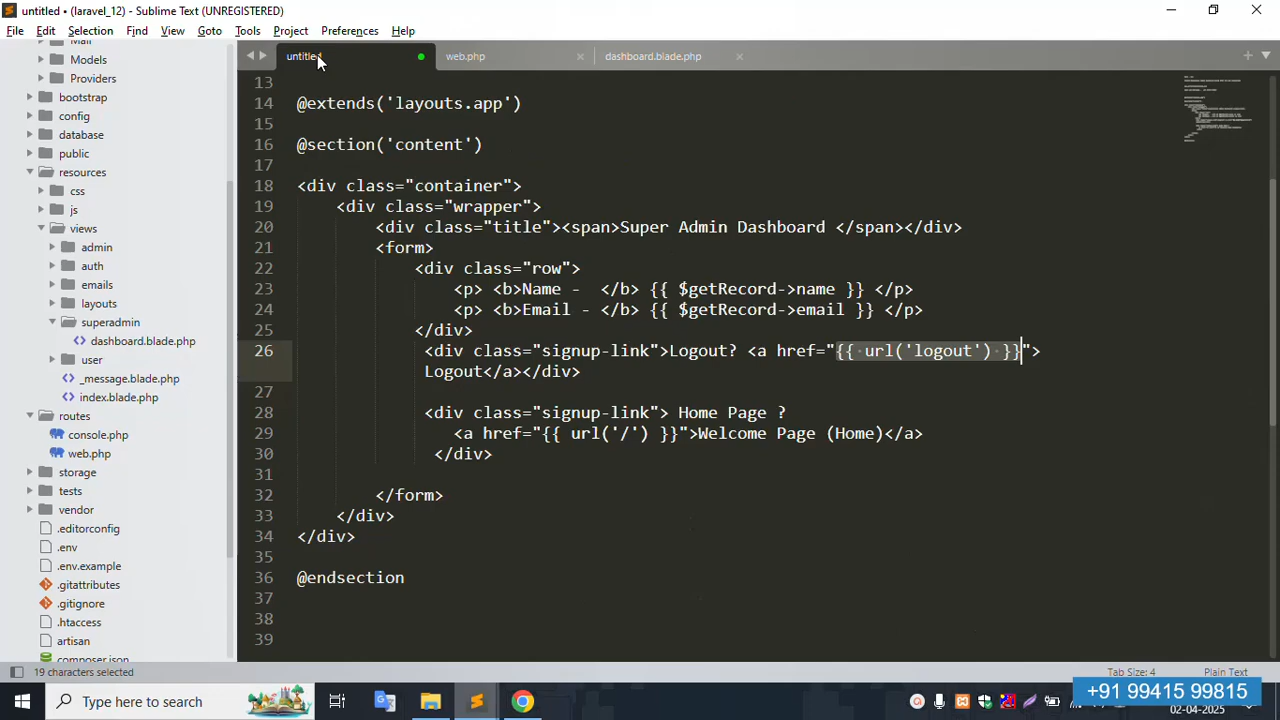 untitled • (laravel_12) - Sublime Text (UNREGISTERED)
File Edit Selection Find View Goto Tools Project Preferences Help
untitled web.php dashboard.blade.php
Mail
Models
Providers
bootstrap
config
database
public
resources
css
js
views
admin
auth
emails
layouts
superadmin
dashboard.blade.php
user
_message.blade.php
index.blade.php
routes
console.php
web.php
storage
tests
vendor
.editorconfig
.env
.env.example
.gitattributes
.gitignore
.htaccess
artisan
composer.json
13
14 @extends('layouts.app')
15
16 @section('content')
17
18 <div class="container">
19 <div class="wrapper">
20 <div class="title"><span>Super Admin Dashboard </span></div>
21 <form>
22 <div class="row">
23 <p> <b>Name -  </b> {{ $getRecord->name }} </p>
24 <p> <b>Email - </b> {{ $getRecord->email }} </p>
25 </div>
26 <div class="signup-link">Logout? <a href="{{ url('logout') }}">
Logout</a></div>
27
28 <div class="signup-link"> Home Page ?
29 <a href="{{ url('/') }}">Welcome Page (Home)</a>
30 </div>
31
32 </form>
33 </div>
34 </div>
35
36 @endsection
37
38
39
19 characters selected Tab Size: 4 Plain Text
Type here to search
+91 99415 99815
02-04-2025